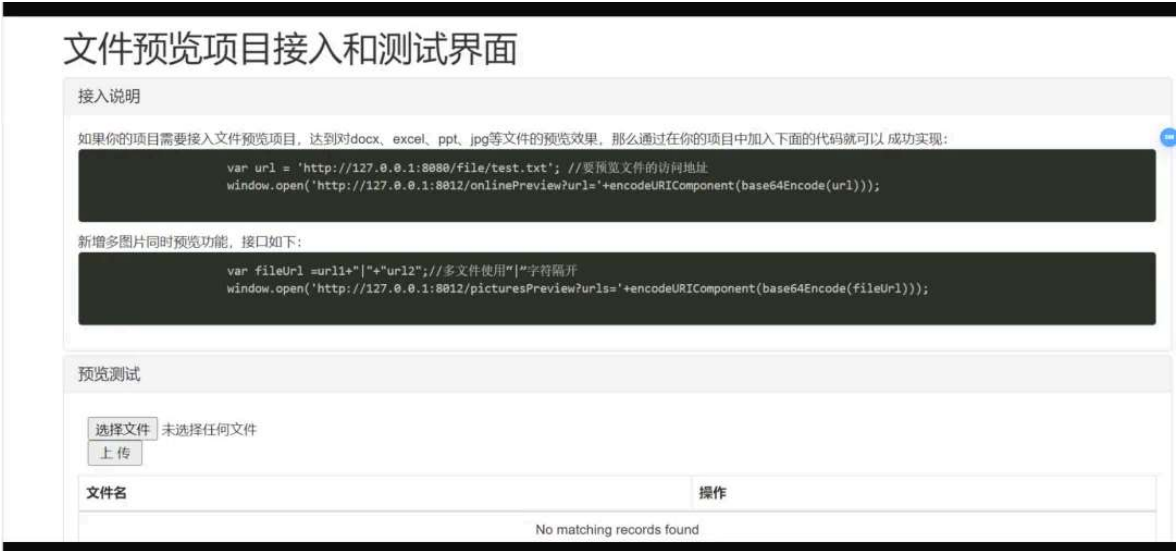 文件预览项目接入和测试界面
接入说明
如果你的项目需要接入文件预览项目，达到对docx、excel、ppt、jpg等文件的预览效果，那么通过在你的项目中加入下面的代码就可以 成功实现：
var url = 'http://127.0.0.1:8080/file/test.txt'; //要预览文件的访问地址
window.open('http://127.0.0.1:8012/onlinePreview?url='+encodeURIComponent(base64Encode(url)));
新增多图片同时预览功能，接口如下：
var fileUrl =url1+"|"+"url2";//多文件使用"|"字符隔开
window.open('http://127.0.0.1:8012/picturesPreview?urls='+encodeURIComponent(base64Encode(fileUrl)));
预览测试
选择文件 未选择任何文件
上 传
文件名 操作
No matching records found